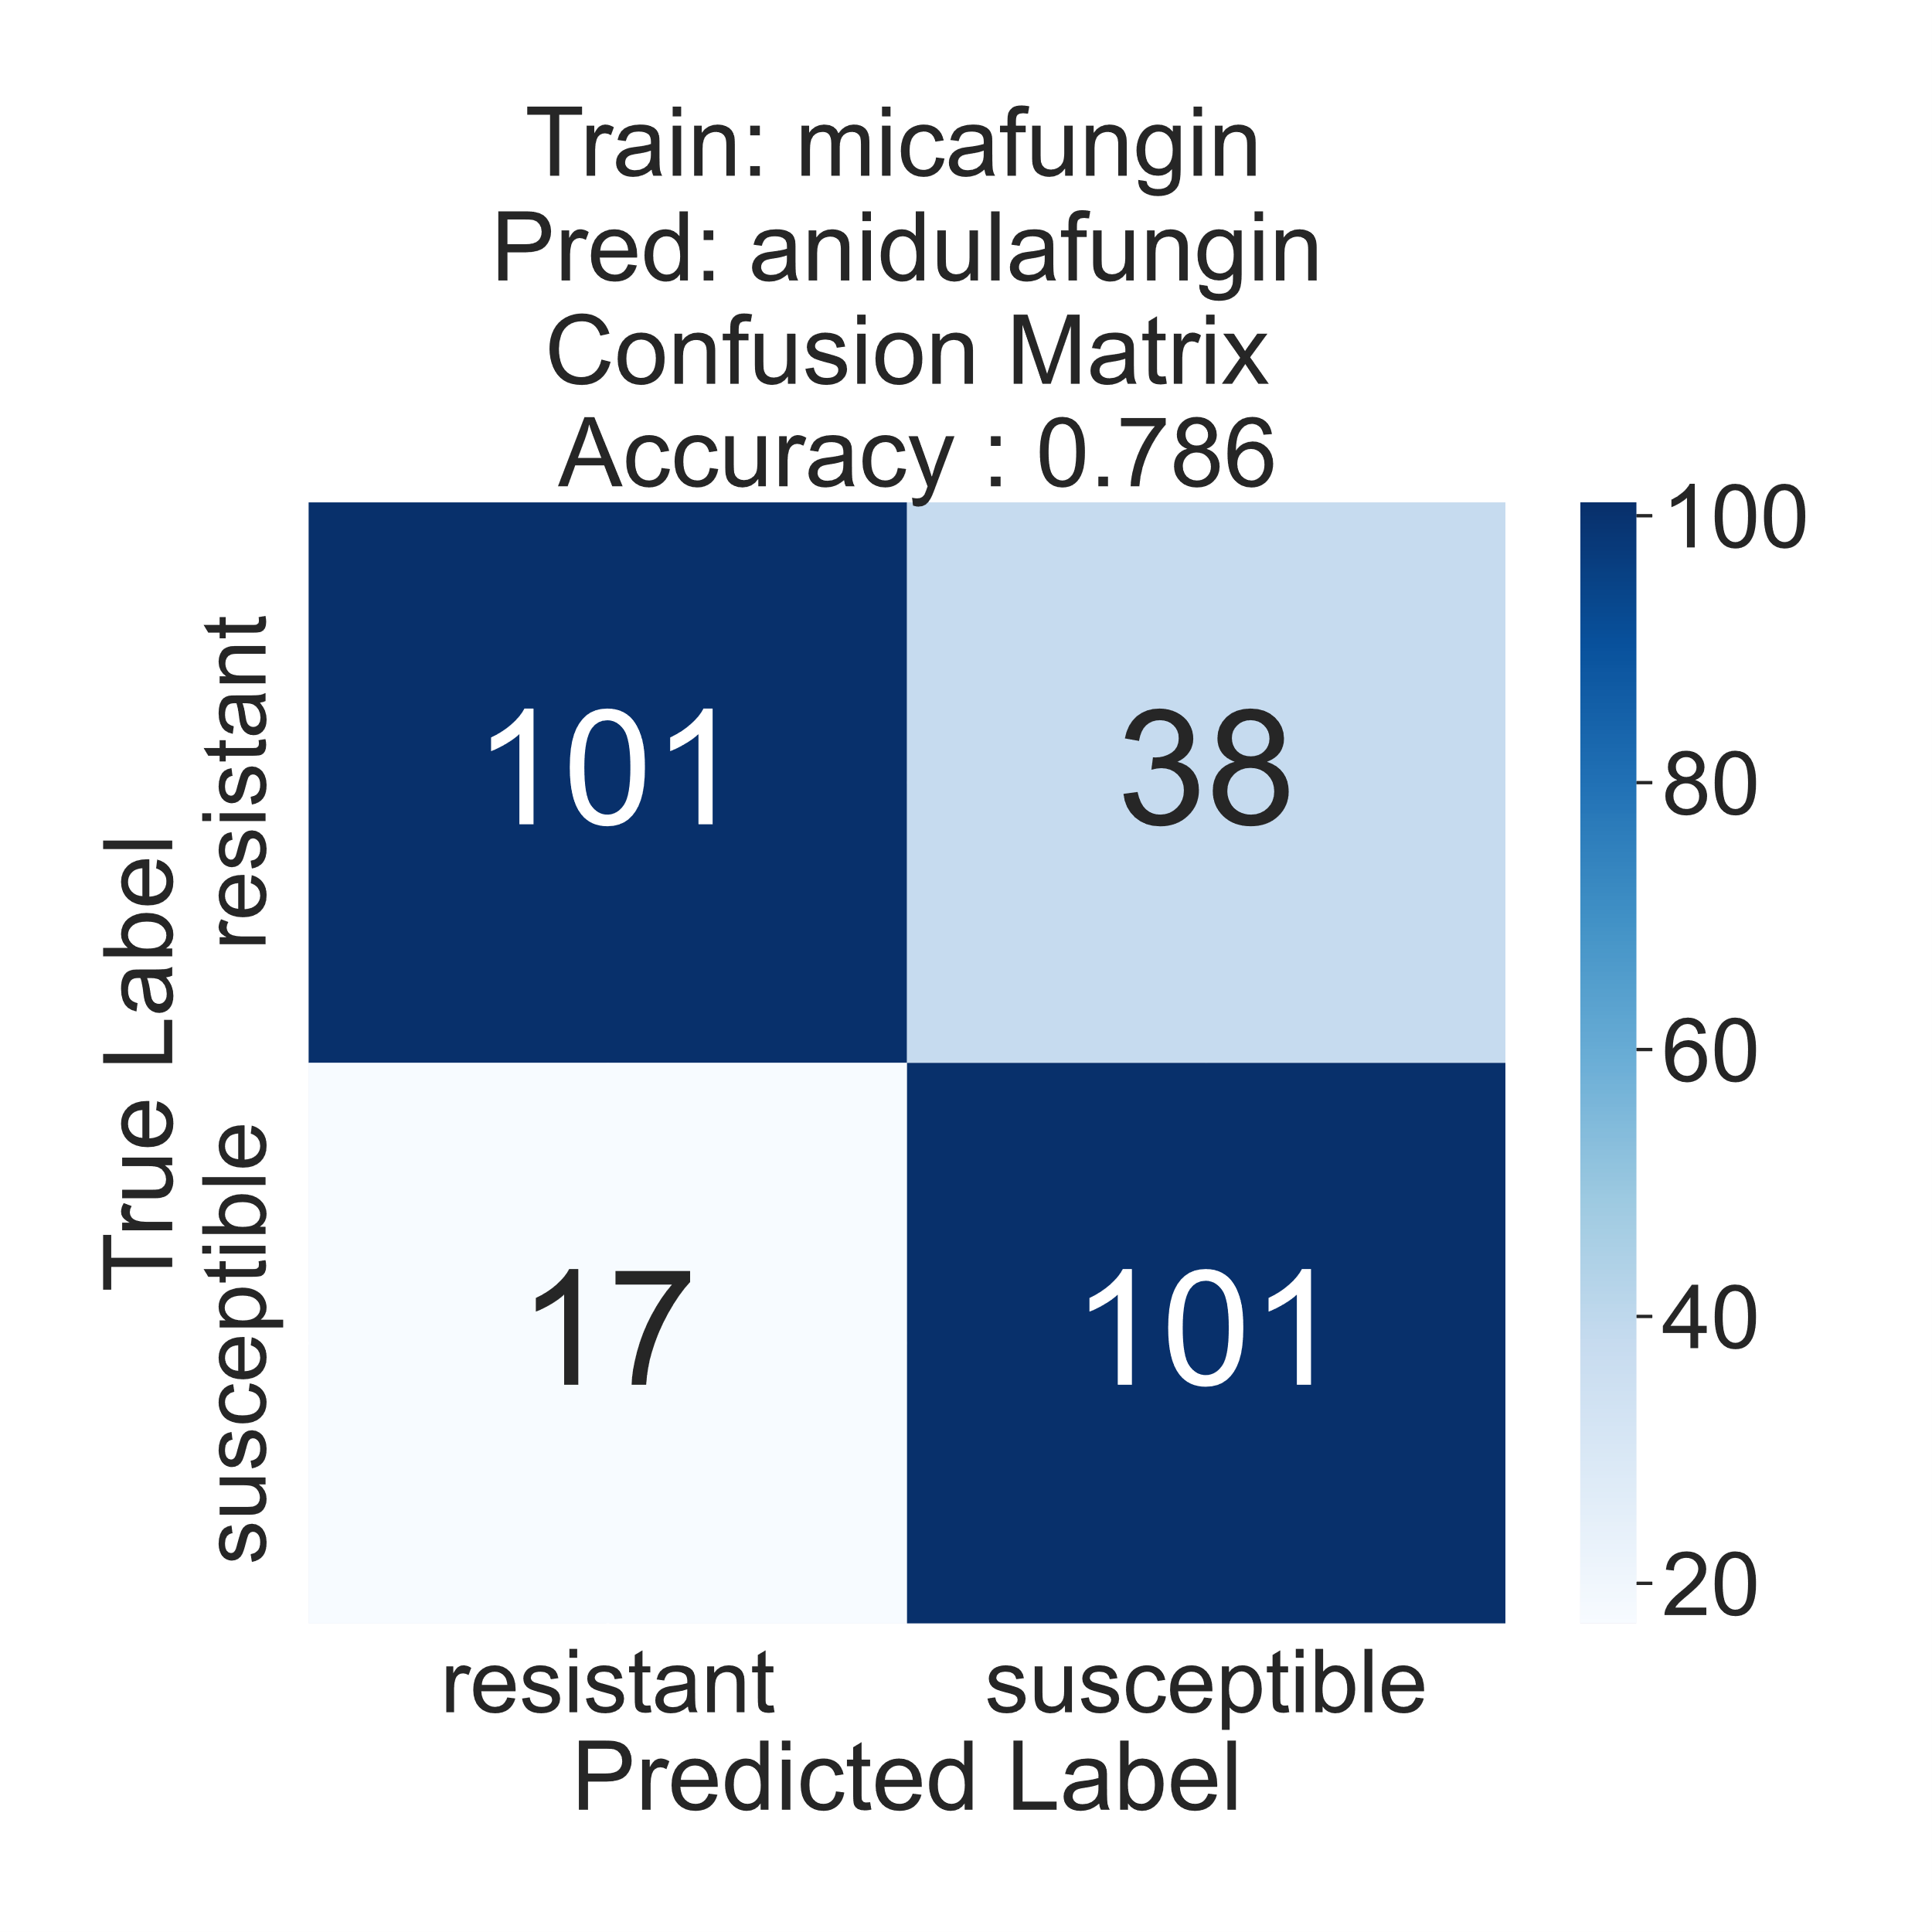 Train: micafungin
Pred: anidulafungin
Confusion Matrix
Accuracy : 0.786
True Label
resistant
susceptible
101
38
17
101
resistant
susceptible
Predicted Label
100
80
60
40
20